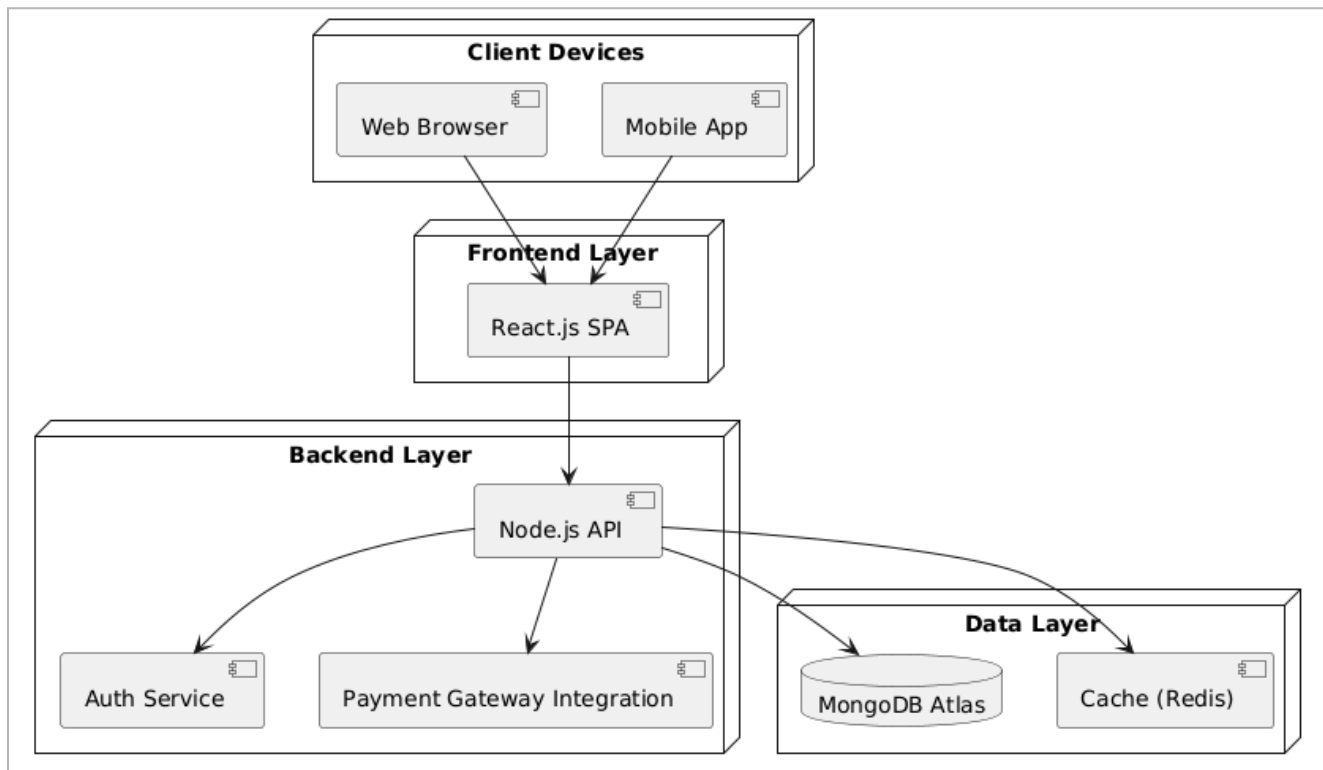 Client Devices
Web Browser
Mobile App
Frontend Layer
React.js SPA
Backend Layer
Node.js API
Data Layer
Auth Service
Payment Gateway Integration
MongoDB Atlas
Cache (Redis)